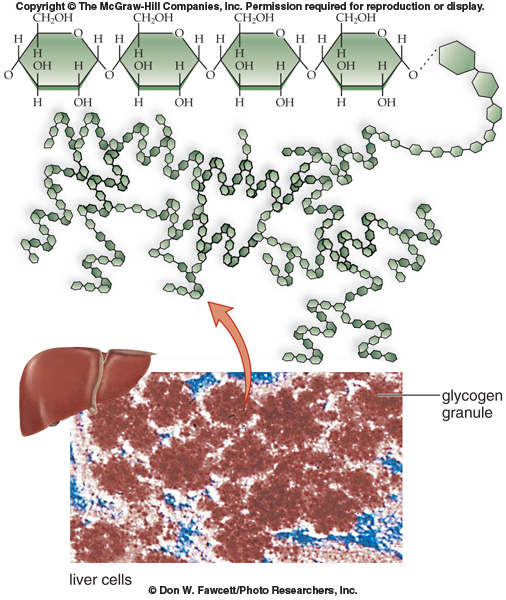 Copyright © The McGraw-Hill Companies, Inc. Permission required for reproduction or display.
CH₂OH CH₂OH CH₂OH CH₂OH
O O O O
H H H H H H H H
H H H H
O OH H O OH H O OH H O OH H O
H OH H OH H OH H OH
glycogen
granule
liver cells
© Don W. Fawcett/Photo Researchers, Inc.